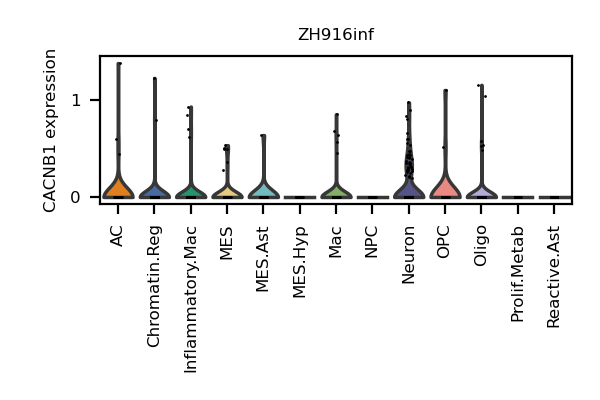 ZH916inf
CACNB1 expression
1
0
AC
Chromatin.Reg
Inflammatory.Mac
MES
MES.Ast
MES.Hyp
Mac
NPC
Neuron
OPC
Oligo
Prolif.Metab
Reactive.Ast